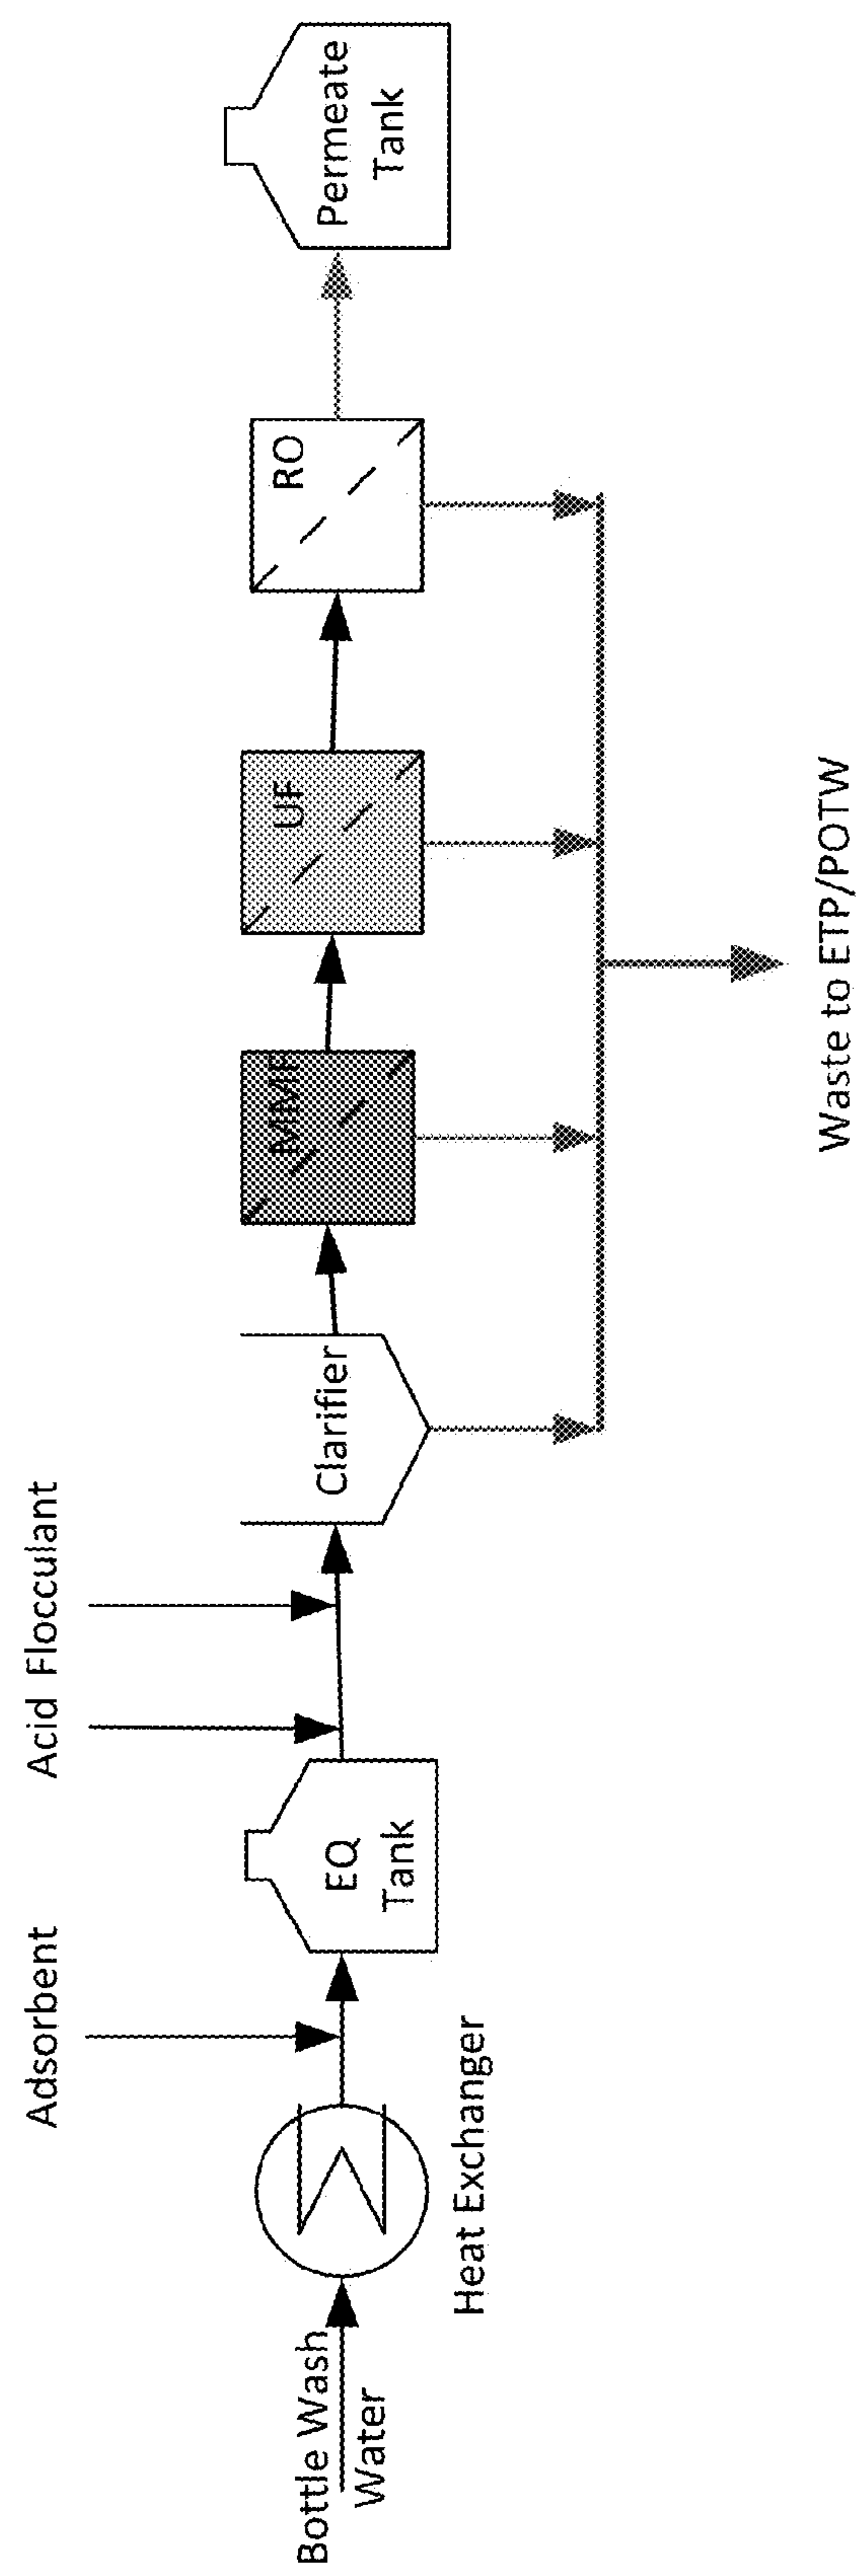 Adsorbent
Acid Flocculant
Bottle Wash
Water
Heat Exchanger
EQ
Tank
Clarifier
MMF
UF
RO
Permeate
Tank
Waste to ETP/POTW